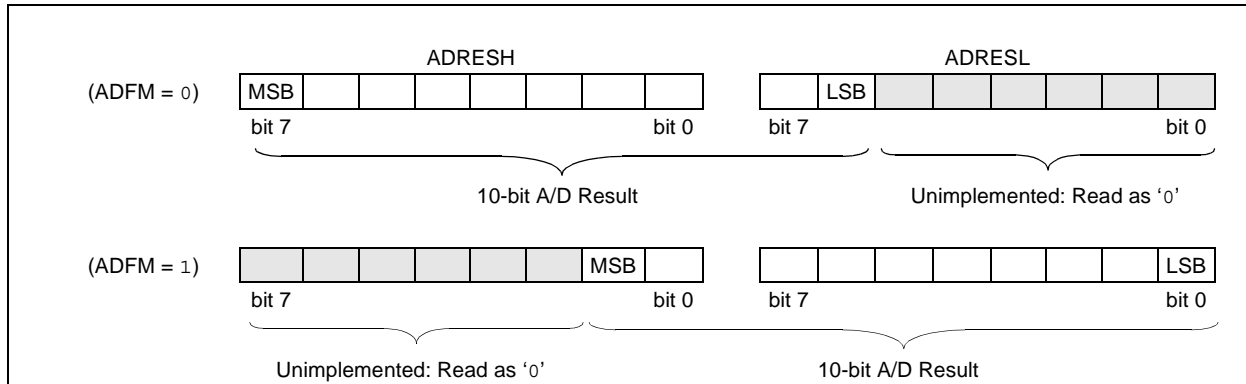 ADRESH ADRESL
(ADFM = 0) MSB LSB
bit 7 bit 0 bit 7 bit 0
10-bit A/D Result Unimplemented: Read as ‘0’
(ADFM = 1) MSB LSB
bit 7 bit 0 bit 7 bit 0
Unimplemented: Read as ‘0’ 10-bit A/D Result